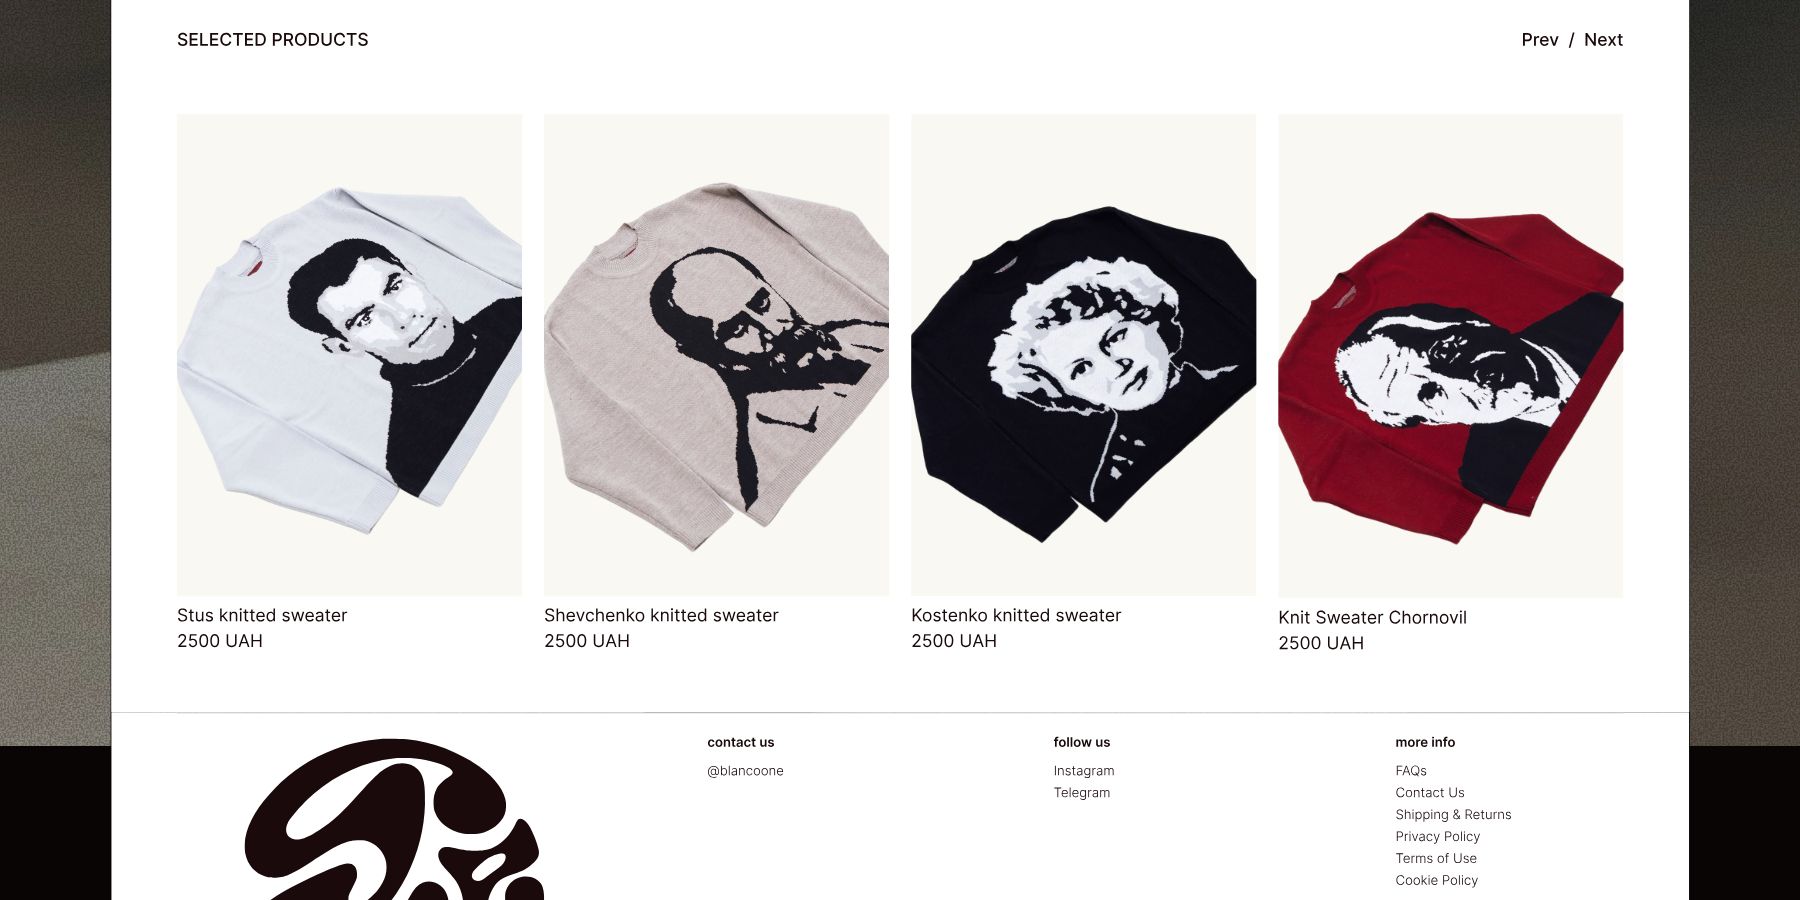 SELECTED PRODUCTS
Prev / Next
Stus knitted sweater
2500 UAH
Shevchenko knitted sweater
2500 UAH
Kostenko knitted sweater
2500 UAH
Knit Sweater Chornovil
2500 UAH
contact us
@blancoone
follow us
Instagram
Telegram
more info
FAQs
Contact Us
Shipping & Returns
Privacy Policy
Terms of Use
Cookie Policy